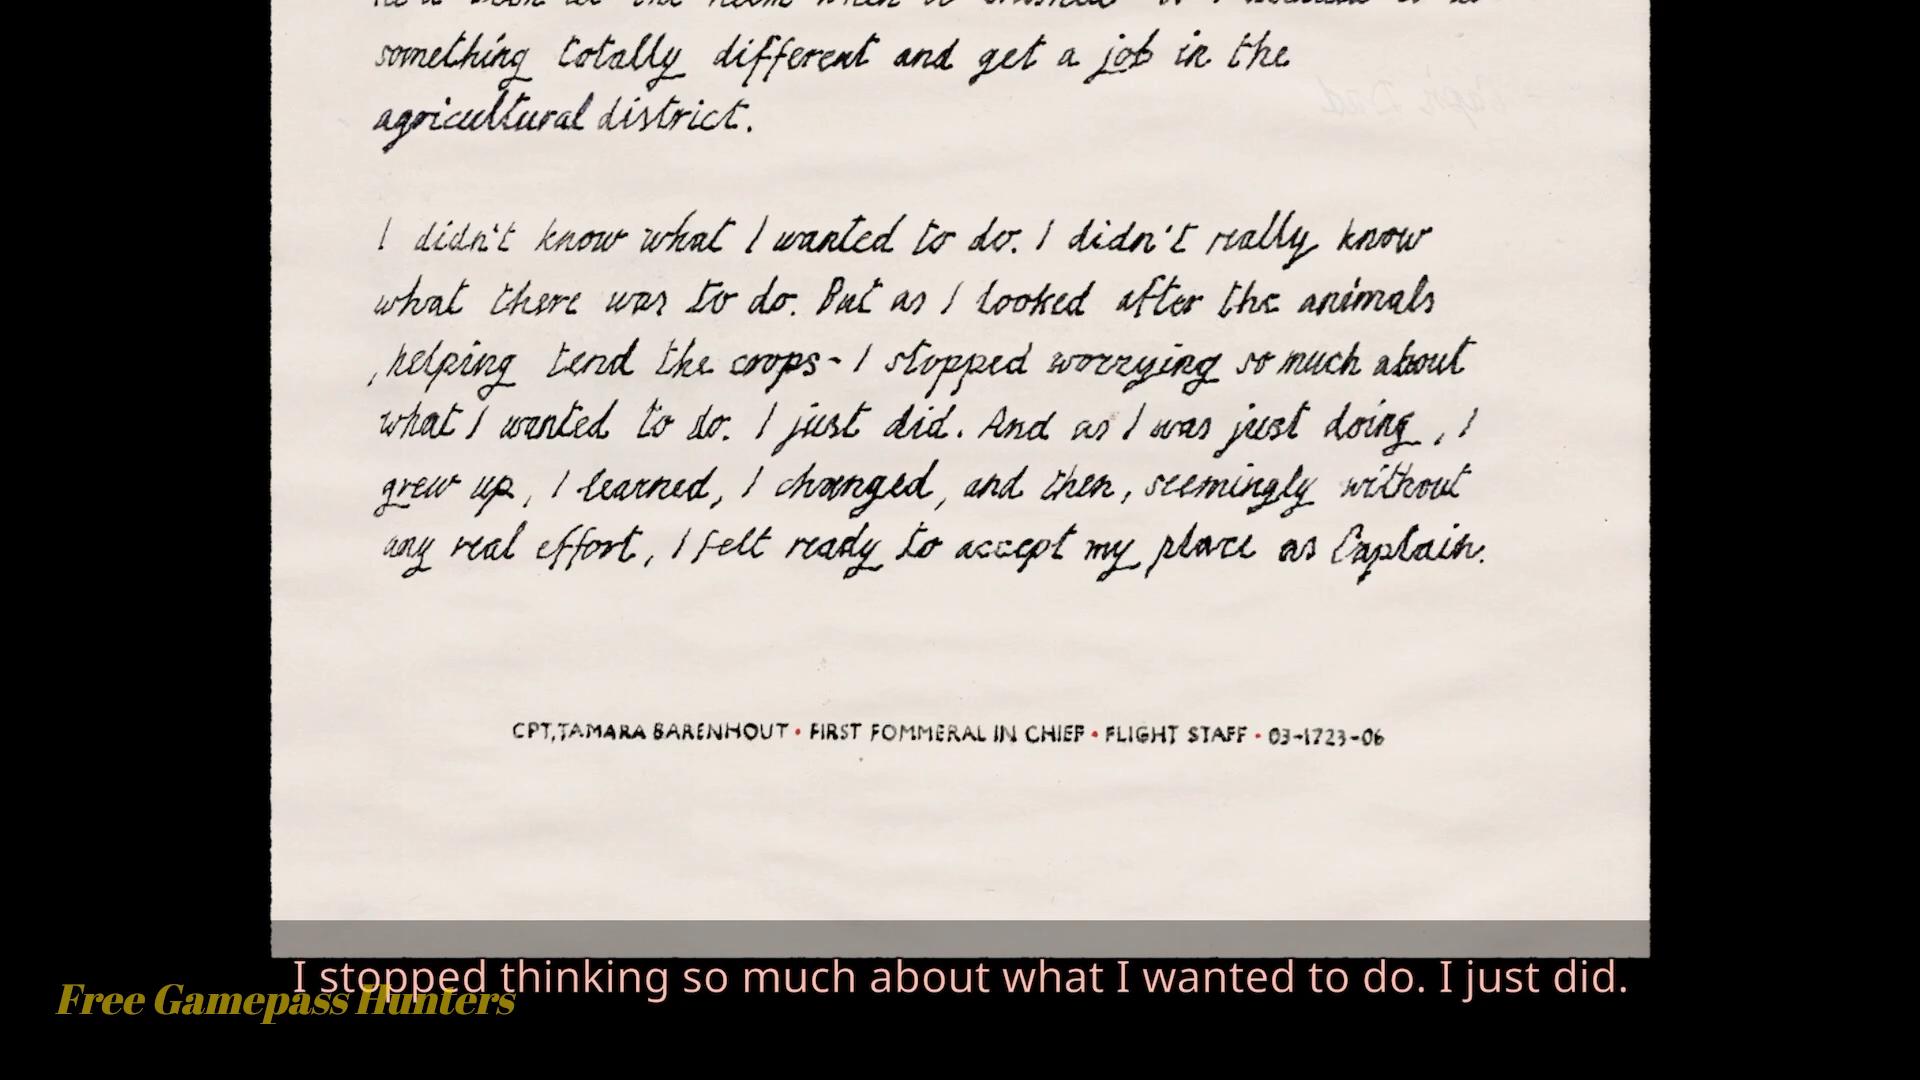 something totally different and get a job in the
agricultural district.
I didn't know what I wanted to do. I didn't really know
what there was to do. But as I looked after the animals
, helping tend the crops- I stopped worrying so much about
what I wanted to do. I just did. And as I was just doing, I
grew up, I learned, I changed, and then, seemingly without
any real effort, I felt ready to accept my place as Captain.
CPT,TAMARA BARENHOUT • FIRST FOMMERAL IN CHIEF • FLIGHT STAFF • 03-1723-06
I stopped thinking so much about what I wanted to do. I just did.
Free Gamepass Hunters